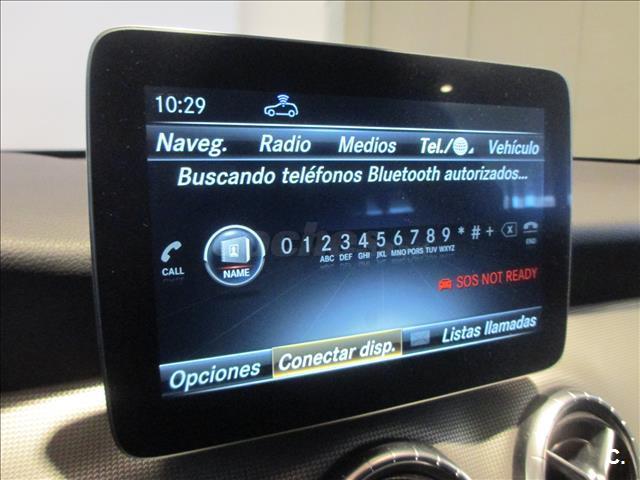 10:29
Naveg. Radio Medios Tel./ Vehículo
Buscando teléfonos Bluetooth autorizados...
0 1 2 3 4 5 6 7 8 9 * # +
ABC DEF GHI JKL MNO PQRS TUV WXYZ
END
CALL
NAME
SOS NOT READY
Opciones Conectar disp. Listas llamadas
C.